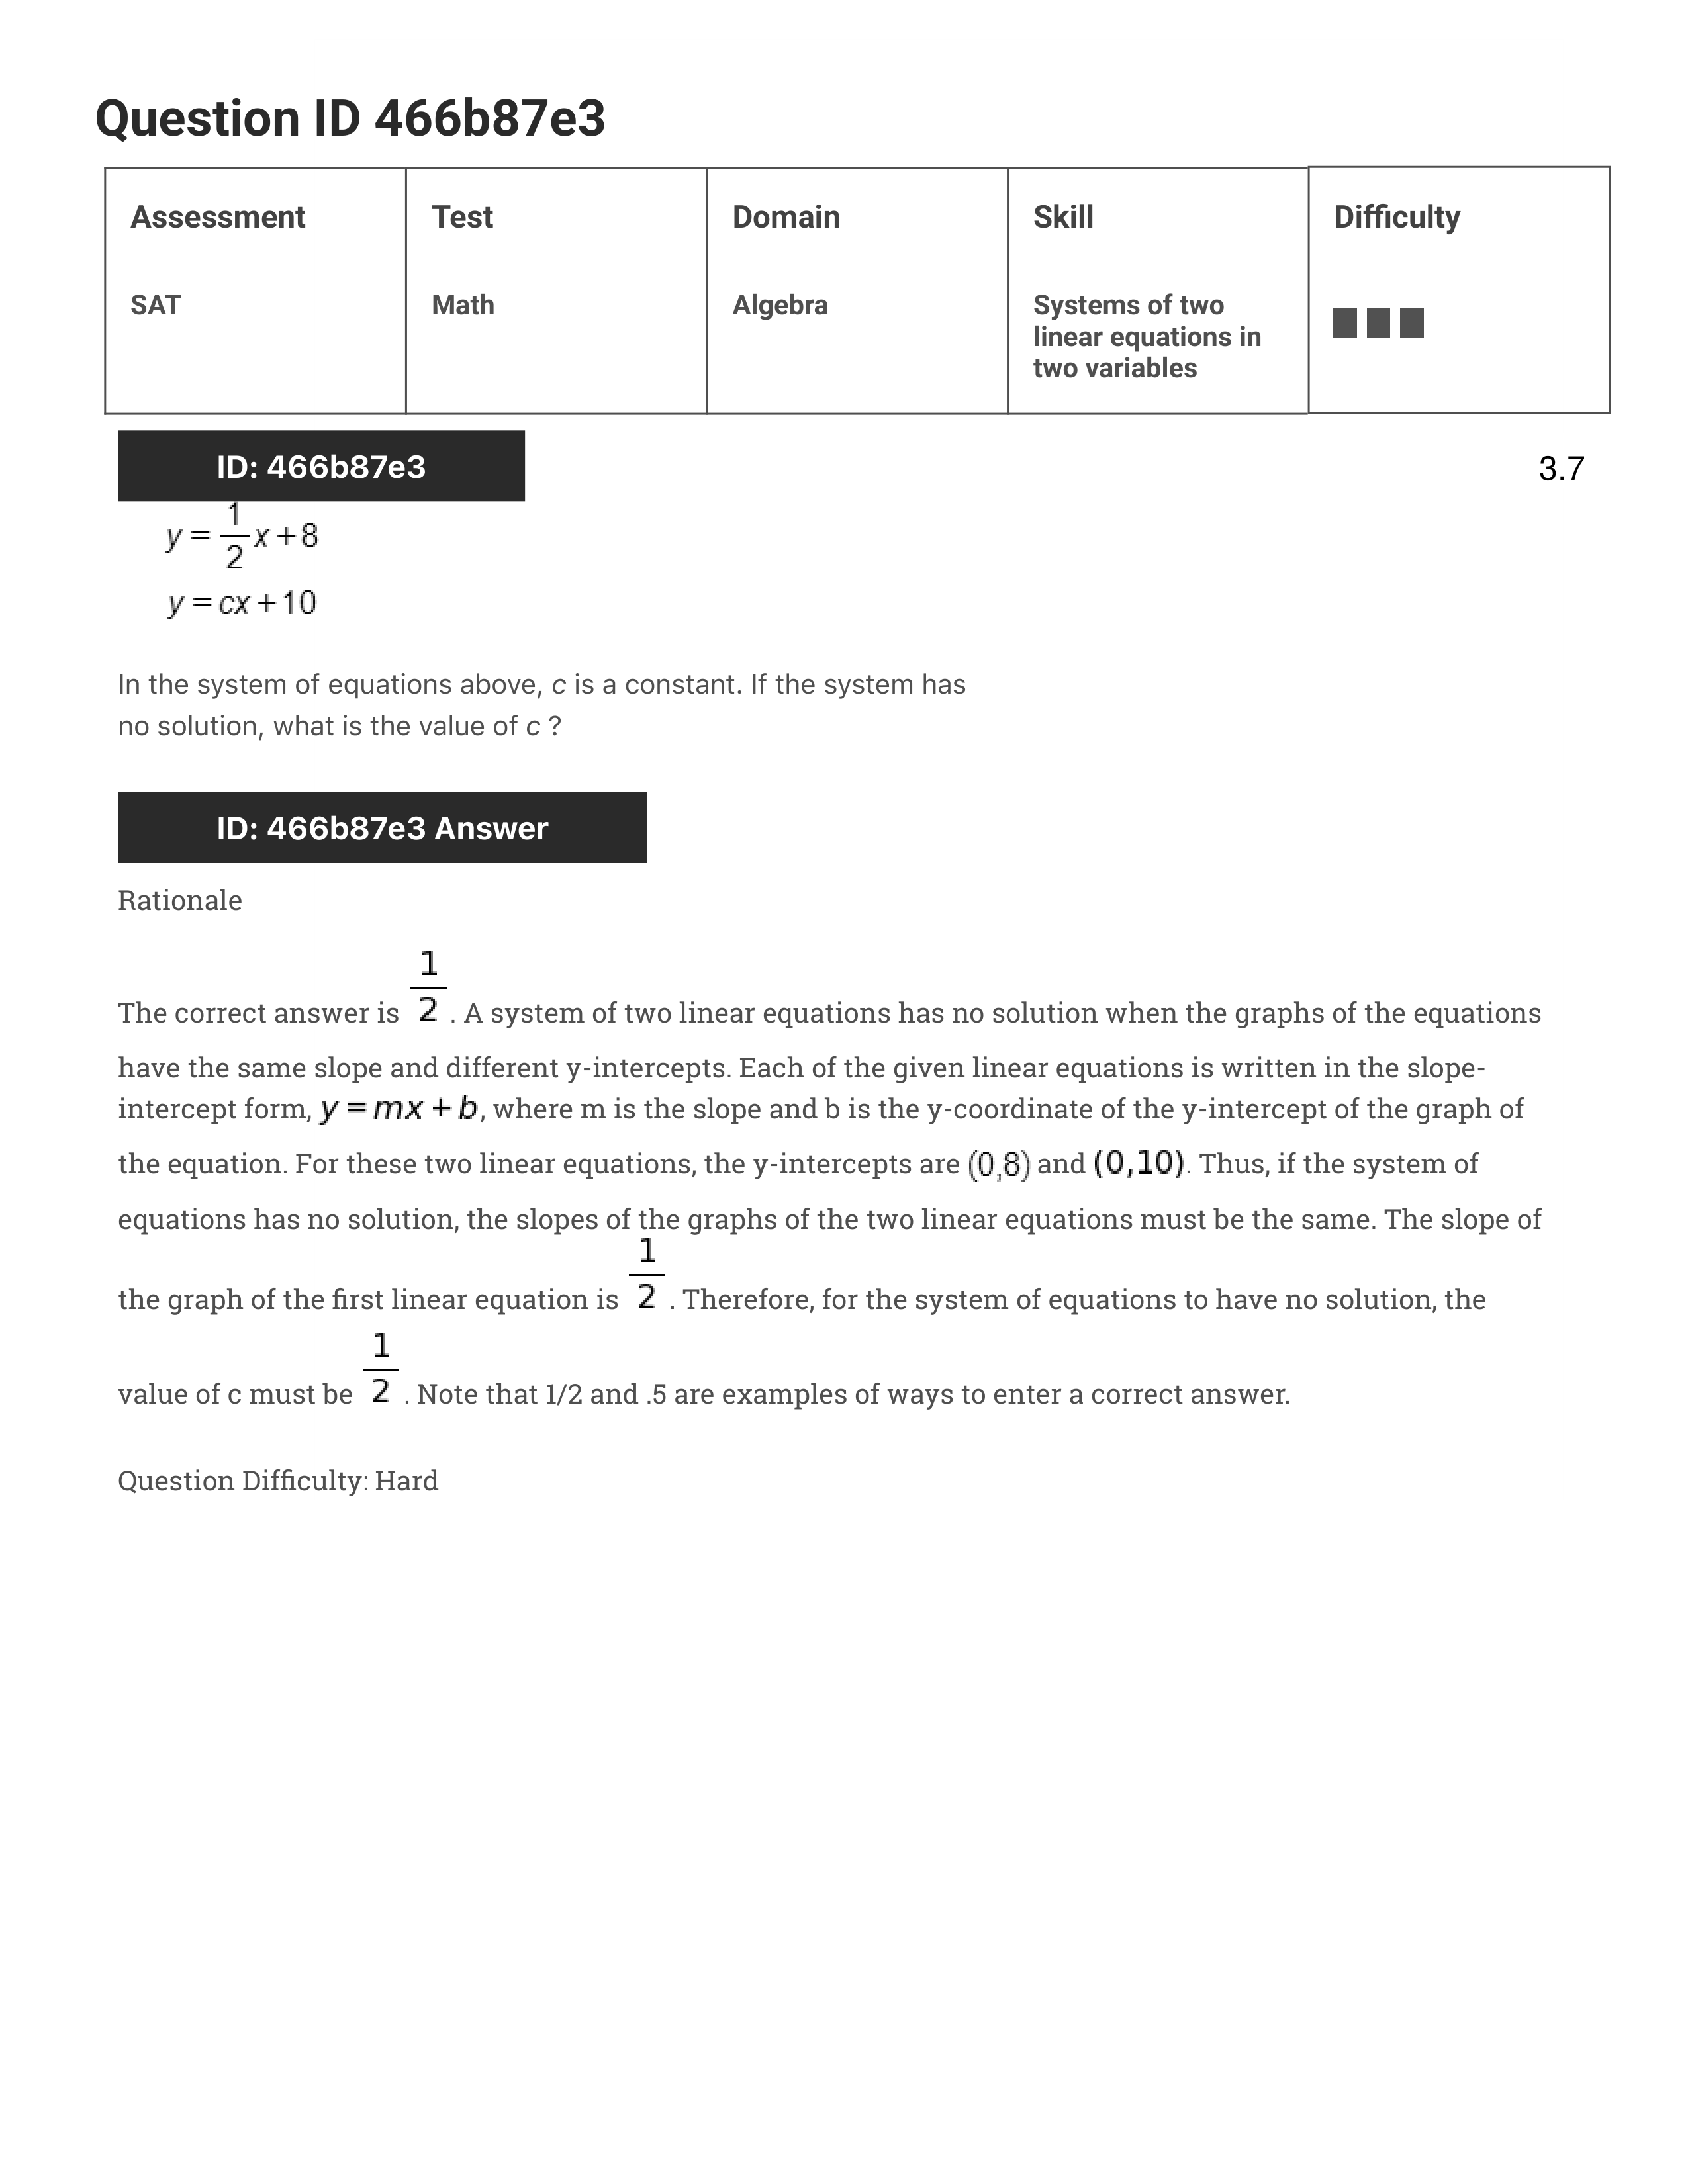 Question ID 466b87e3
Assessment Test Domain Skill Difficulty
SAT Math Algebra Systems of two
linear equations in
two variables
ID: 466b87e3 3.7
y = 1/2 x + 8
y = cx + 10
In the system of equations above, c is a constant. If the system has
no solution, what is the value of c ?
ID: 466b87e3 Answer
Rationale
The correct answer is 1/2 . A system of two linear equations has no solution when the graphs of the equations
have the same slope and different y-intercepts. Each of the given linear equations is written in the slope-
intercept form, y = mx + b, where m is the slope and b is the y-coordinate of the y-intercept of the graph of
the equation. For these two linear equations, the y-intercepts are (0,8) and (0,10). Thus, if the system of
equations has no solution, the slopes of the graphs of the two linear equations must be the same. The slope of
the graph of the first linear equation is 1/2 . Therefore, for the system of equations to have no solution, the
value of c must be 1/2 . Note that 1/2 and .5 are examples of ways to enter a correct answer.
Question Difficulty: Hard